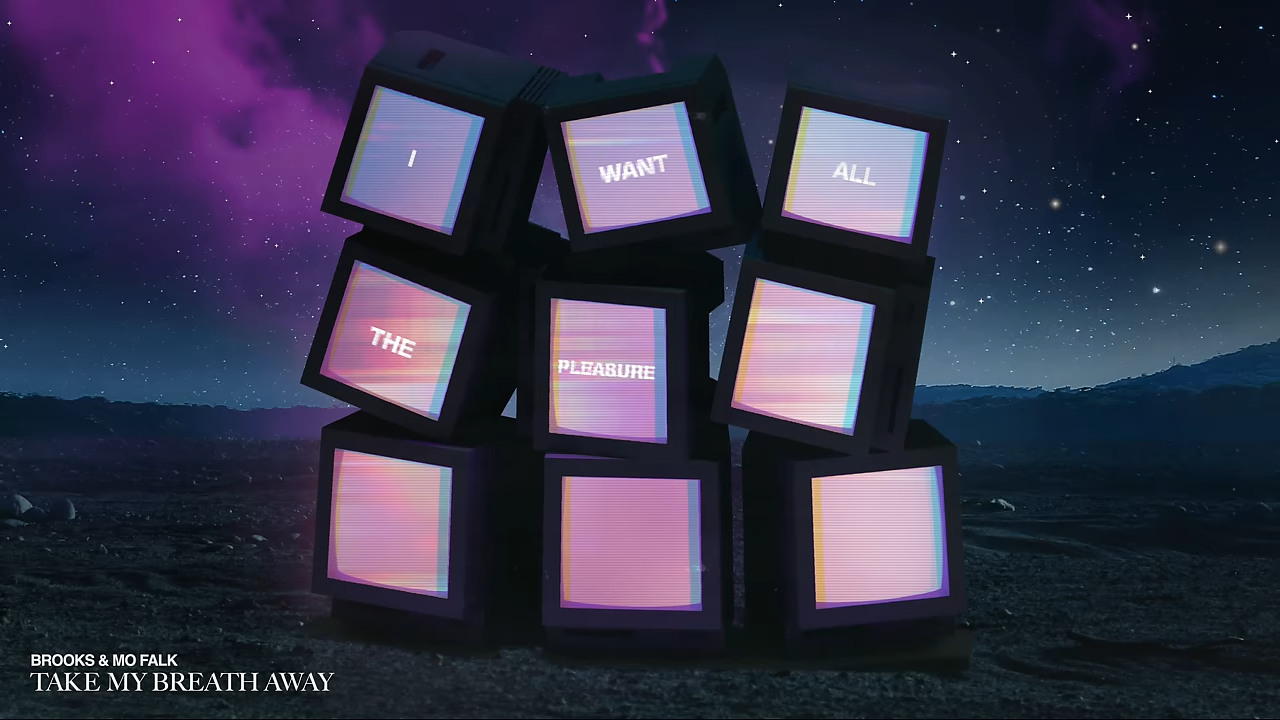 I
WANT
ALL
THE
PLEASURE
BROOKS & MO FALK
TAKE MY BREATH AWAY